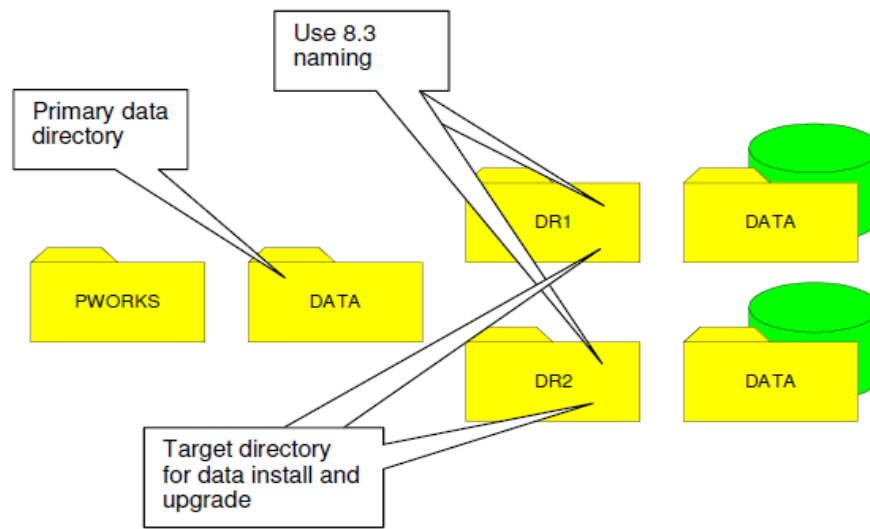 Use 8.3
naming
Primary data
directory
DR1
DATA
PWORKS
DATA
DR2
DATA
Target directory
for data install and
upgrade